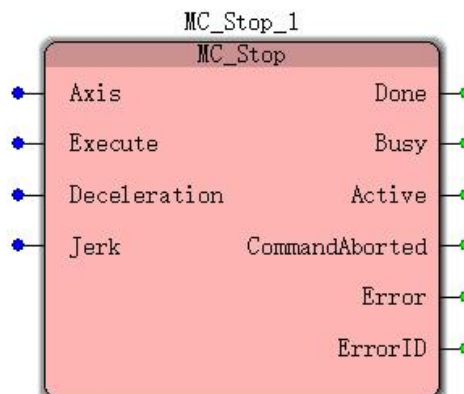 MC_Stop_1
MC_Stop
Axis Done
Execute Busy
Deceleration Active
Jerk CommandAborted
Error
ErrorID